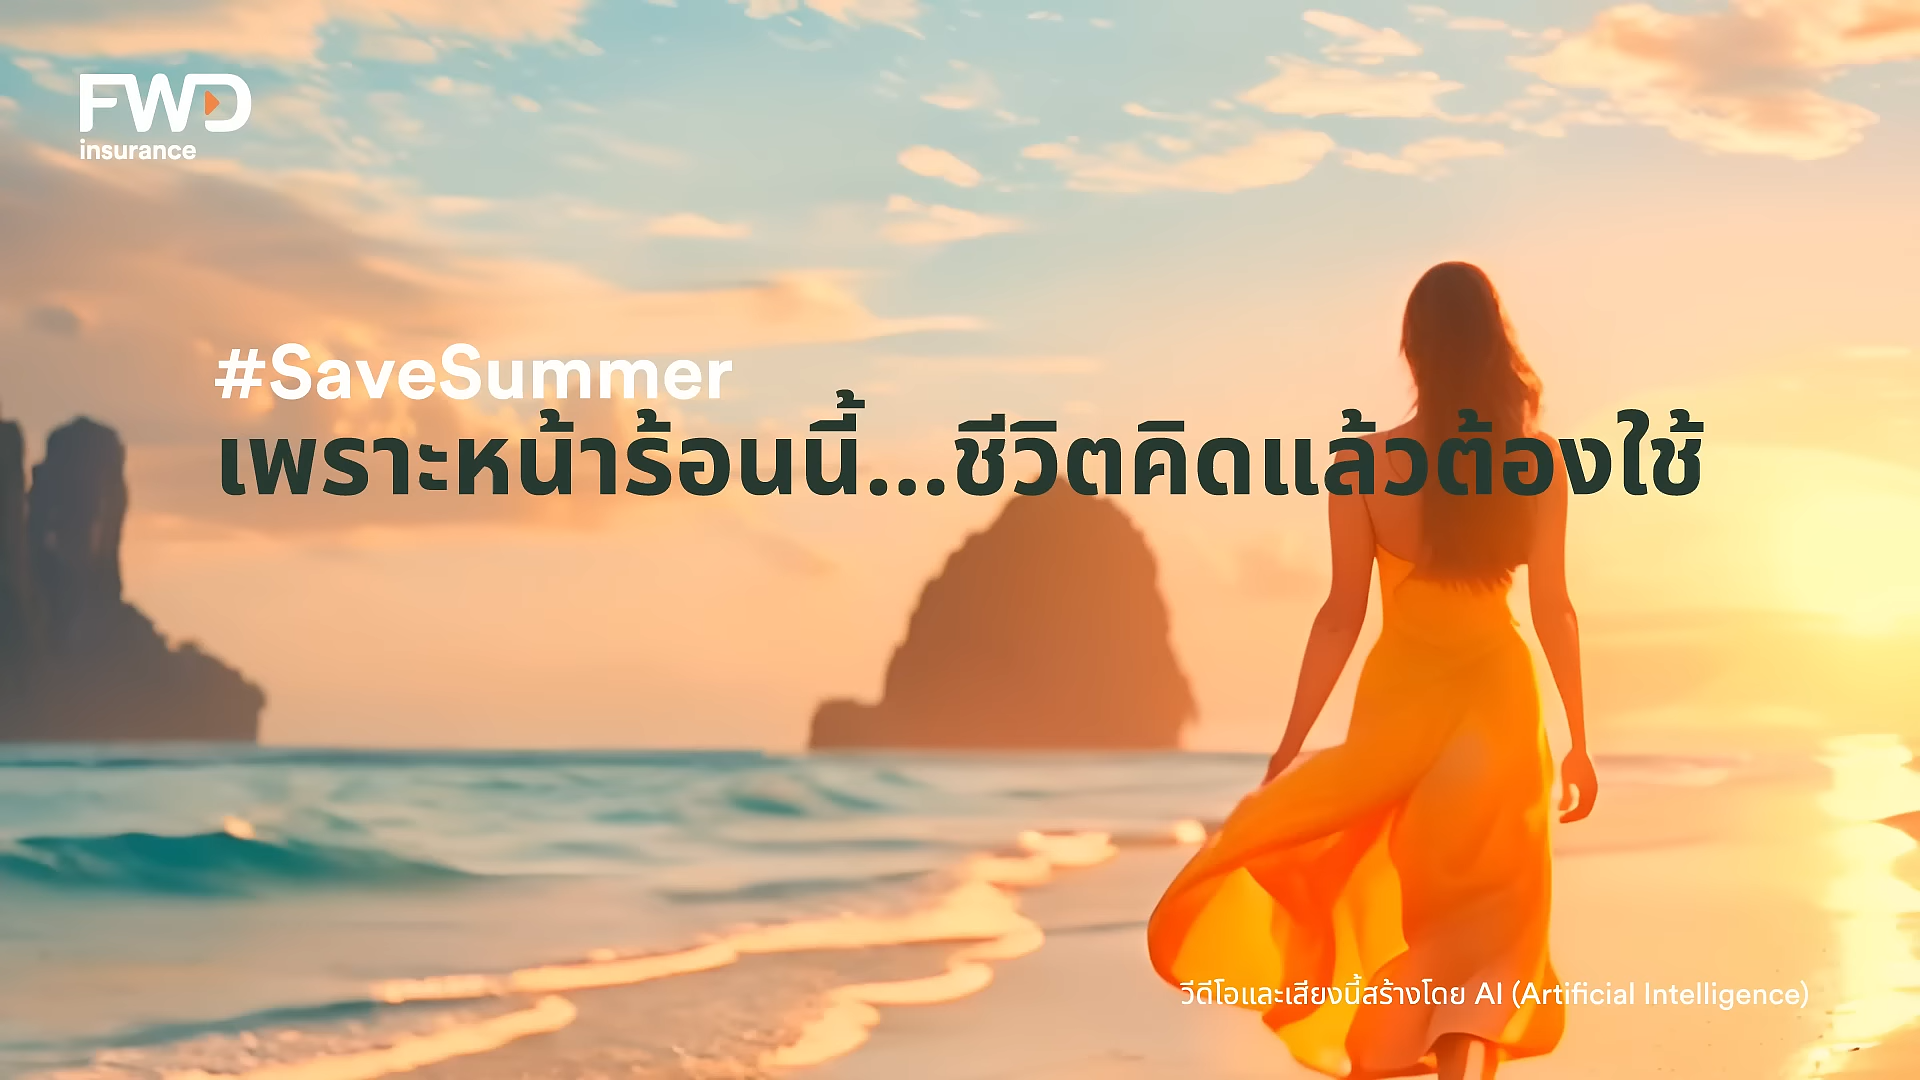 FWD
insurance
#SaveSummer
เพราะหน้าร้อนนี้...ชีวิตคิดแล้วต้องใช้
วีดีโอและเสียงนี้สร้างโดย AI (Artificial Intelligence)